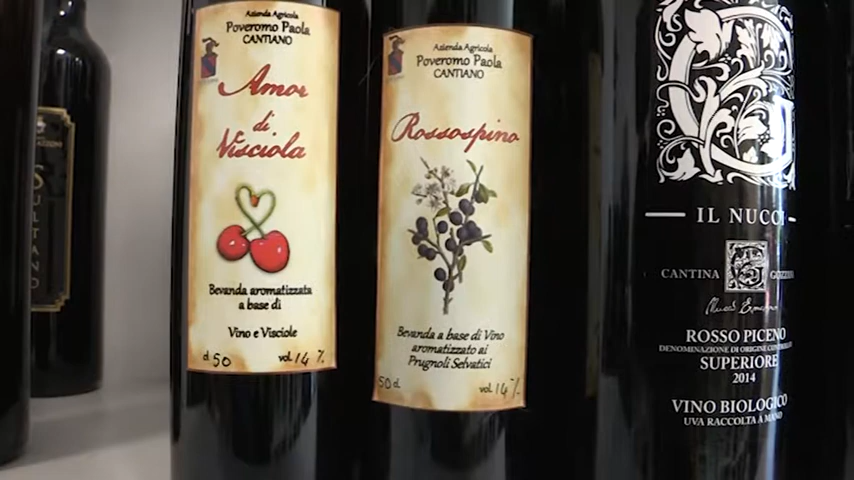 Azienda Agricola
Poveromo Paola
CANTIANO
Amor
di
Visciola
Bevanda aromatizzata
a base di
Vino e Visciole
cl 50 vol. 14 %
Azienda Agricola
Poveromo Paola
CANTIANO
Rossospino
Bevanda a base di Vino
aromatizzato ai
Prugnoli Selvatici
50 cl vol. 14 %
IL NUCCI
CANTINA
ROSSO PICENO
DENOMINAZIONE DI ORIGINE
SUPERIORE
2014
VINO BIOLOGICO
UVA RACCOLTA A MANO